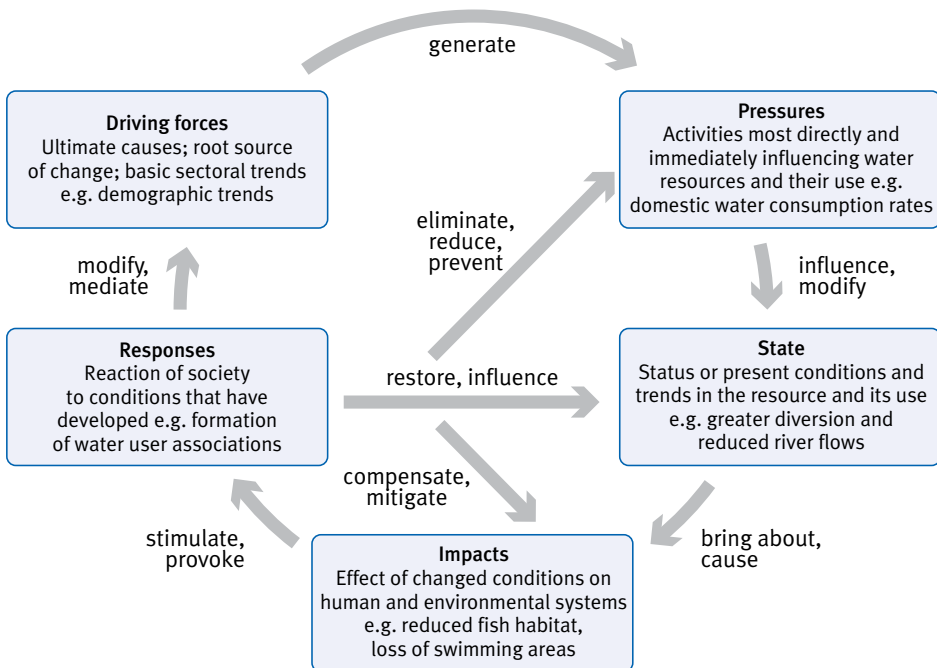 generate
Driving forces
Ultimate causes; root source
of change; basic sectoral trends
e.g. demographic trends
Pressures
Activities most directly and
immediately influencing water
resources and their use e.g.
domestic water consumption rates
eliminate,
reduce,
prevent
modify,
mediate
influence,
modify
Responses
Reaction of society
to conditions that have
developed e.g. formation
of water user associations
restore, influence
State
Status or present conditions and
trends in the resource and its use
e.g. greater diversion and
reduced river flows
compensate,
mitigate
stimulate,
provoke
bring about,
cause
Impacts
Effect of changed conditions on
human and environmental systems
e.g. reduced fish habitat,
loss of swimming areas